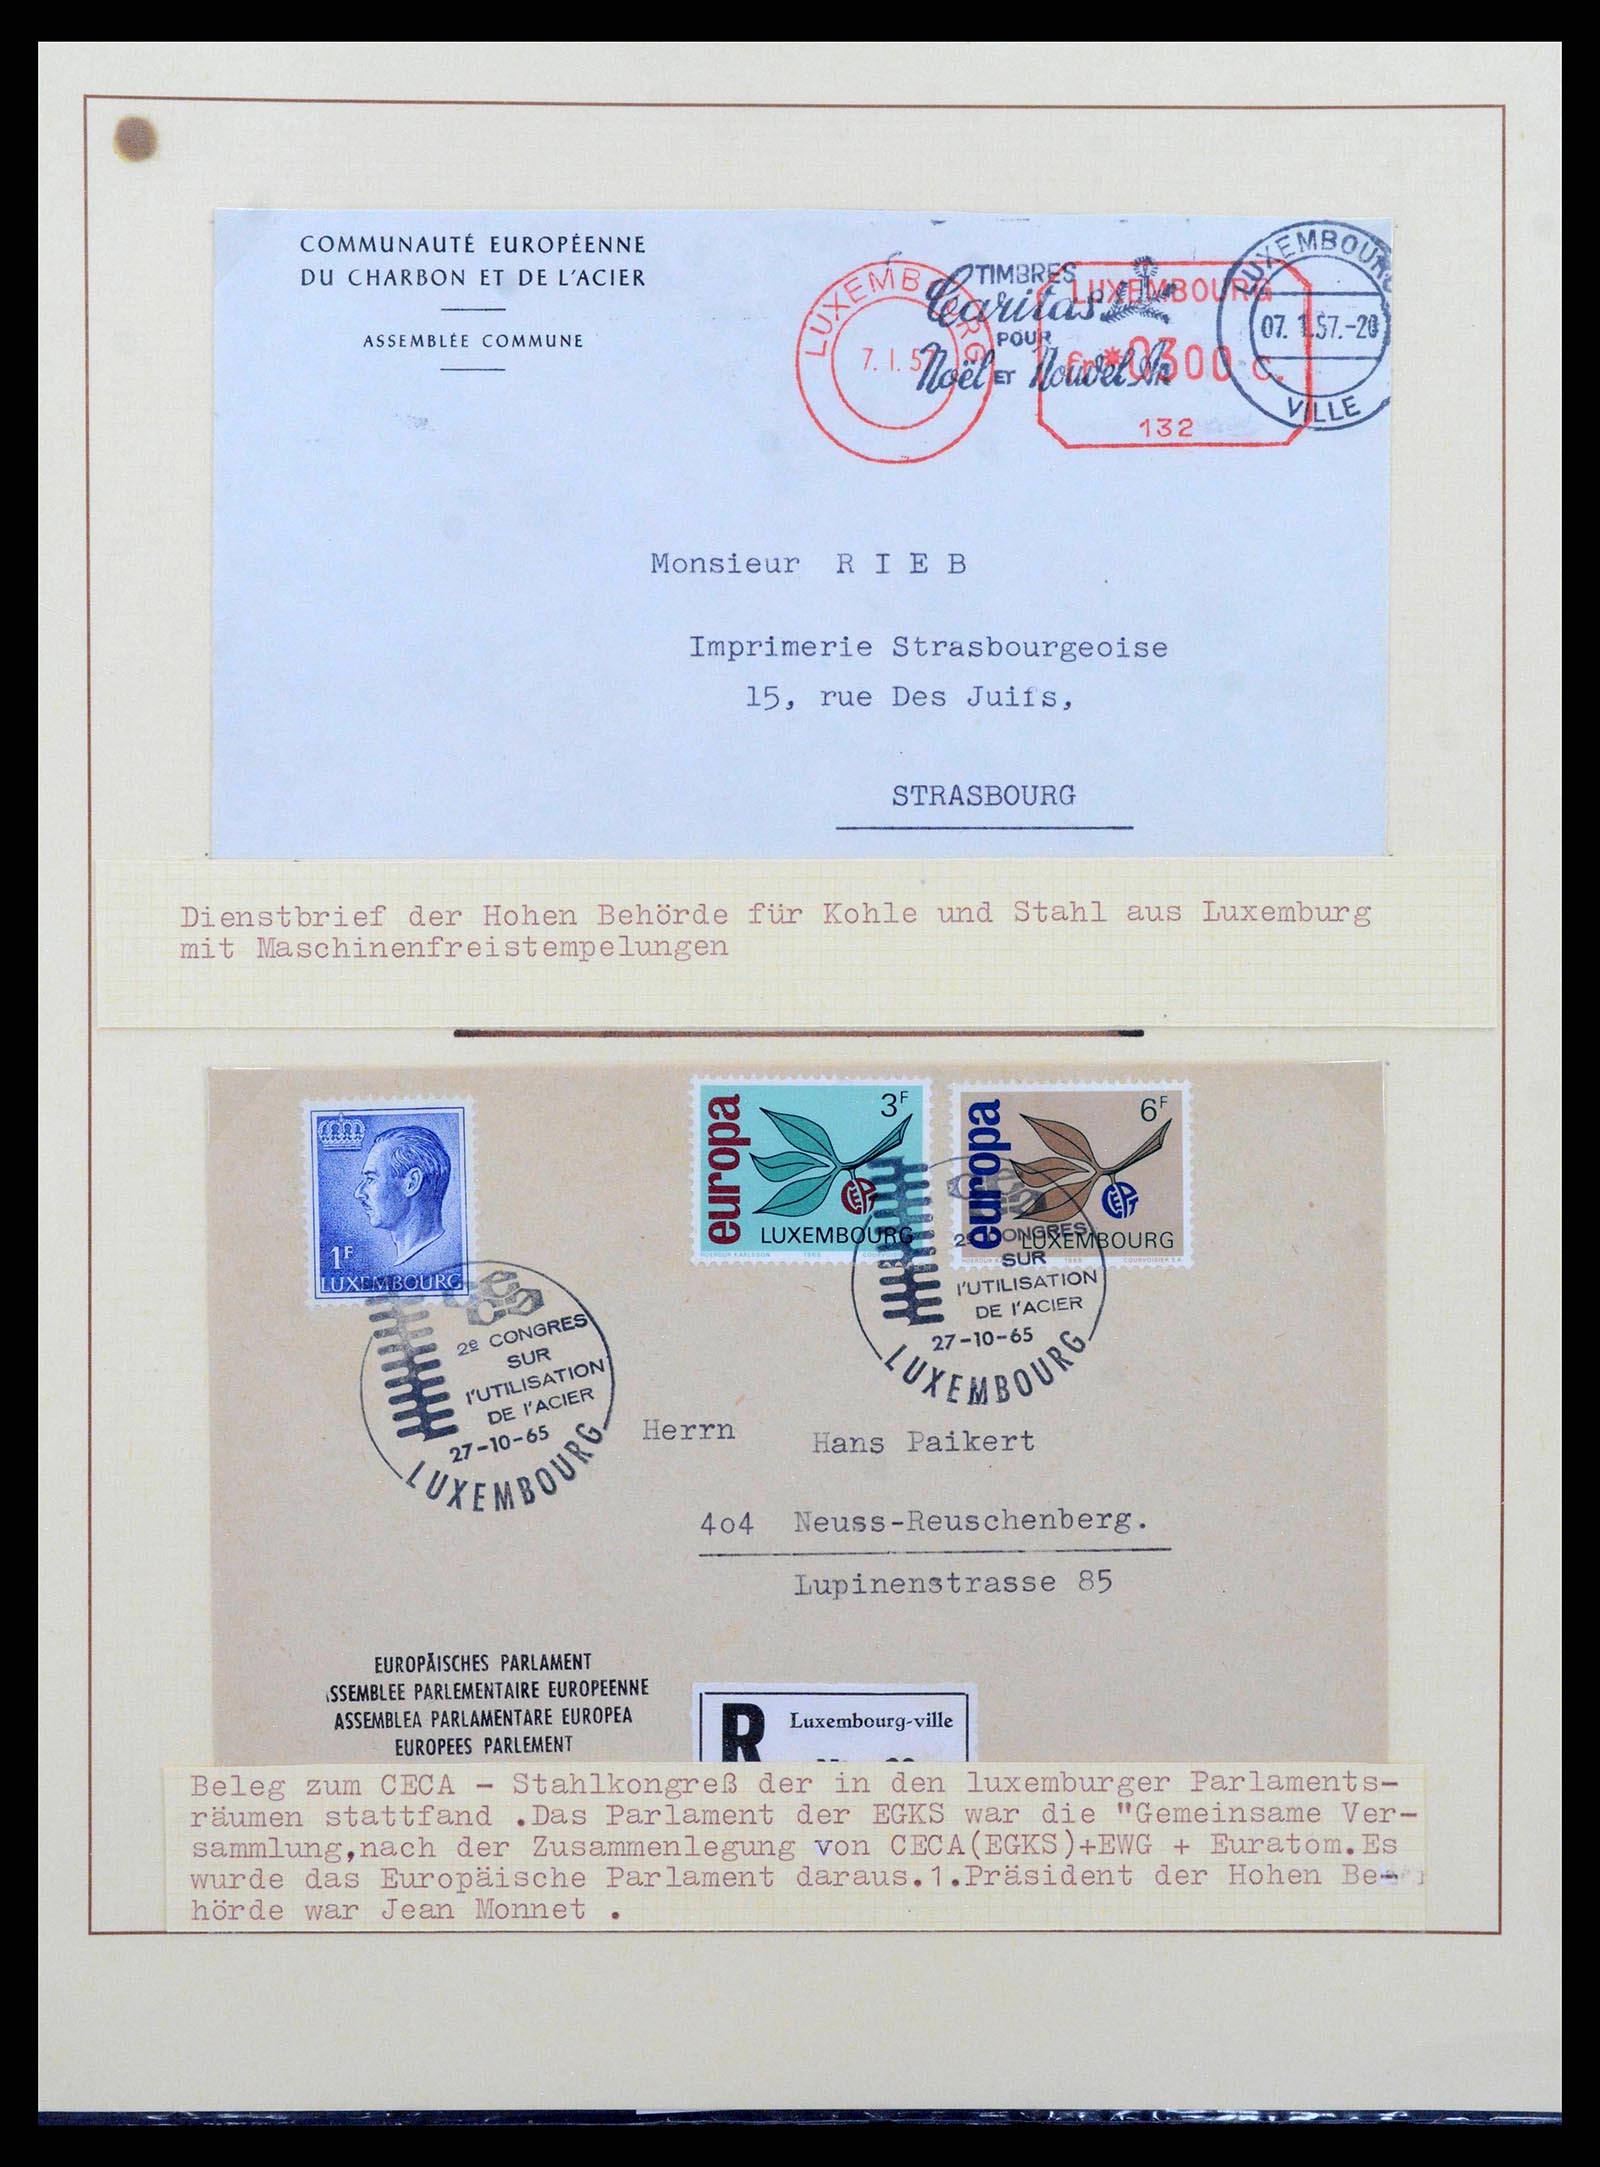 COMMUNAUTÉ EUROPÉENNE
DU CHARBON ET DE L'ACIER
ASSEMBLÉE COMMUNE
LUXEMBOURG
7.1.5
TIMBRES
Caritas
POUR
Noël ET Nouvel An
LUXEMBOURG
0300 c.
132
LUXEMBOURG
07.1.57.-20
VILLE
Monsieur R I E B
Imprimerie Strasbourgeoise
15, rue Des Juifs,
STRASBOURG
Dienstbrief der Hohen Behörde für Kohle und Stahl aus Luxemburg
mit Maschinenfreistempelungen
1F
LUXEMBOURG
europa
3F
LUXEMBOURG
europa
6F
LUXEMBOURG
2e CONGRES
SUR
l'UTILISATION
DE l'ACIER
27-10-65
LUXEMBOURG
2e CONGRES
SUR
l'UTILISATION
DE l'ACIER
27-10-65
LUXEMBOURG
Herrn Hans Paikert
4o4 Neuss-Reuschenberg.
Lupinenstrasse 85
EUROPÄISCHES PARLAMENT
ASSEMBLEE PARLEMENTAIRE EUROPEENNE
ASSEMBLEA PARLAMENTARE EUROPEA
EUROPEES PARLEMENT
R Luxembourg-ville
Beleg zum CECA - Stahlkongreß der in den luxemburger Parlaments-
räumen stattfand .Das Parlament der EGKS war die "Gemeinsame Ver-
sammlung,nach der Zusammenlegung von CECA(EGKS)+EWG + Euratom.Es
wurde das Europäische Parlament daraus.1.Präsident der Hohen Be-
hörde war Jean Monnet .